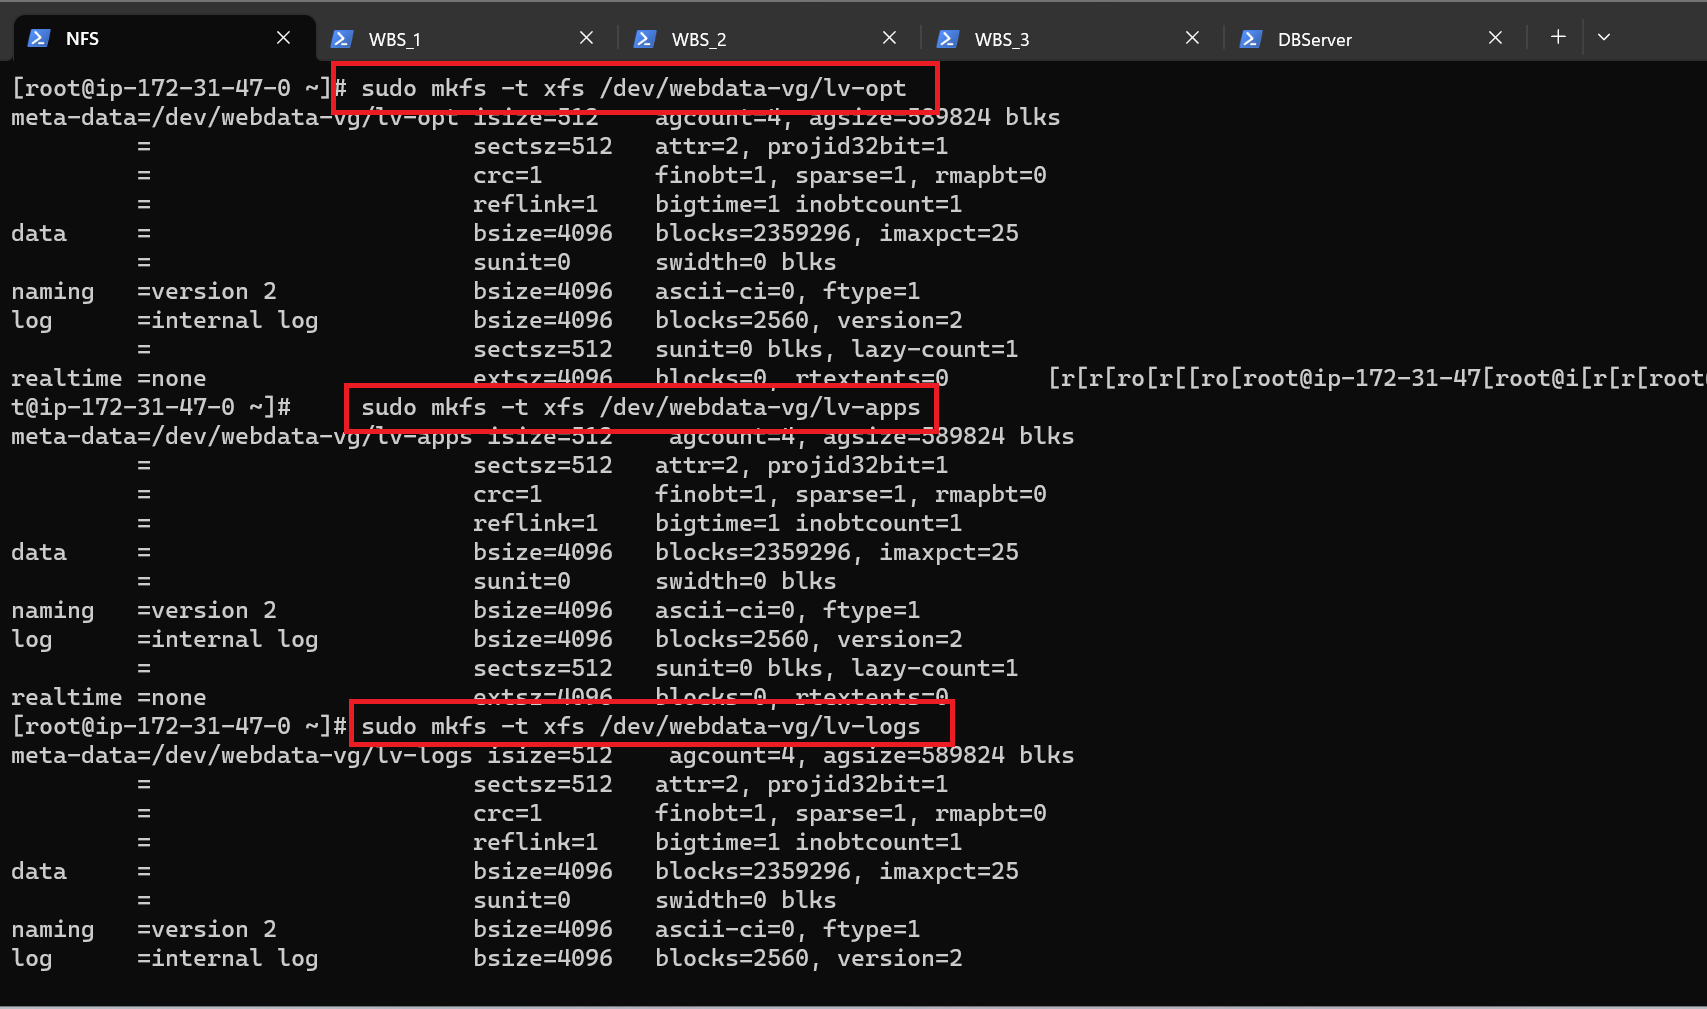 NFS WBS_1 WBS_2 WBS_3 DBServer
[root@ip-172-31-47-0 ~]# sudo mkfs -t xfs /dev/webdata-vg/lv-opt
meta-data=/dev/webdata-vg/lv-opt isize=512    agcount=4, agsize=589824 blks
         =                       sectsz=512   attr=2, projid32bit=1
         =                       crc=1        finobt=1, sparse=1, rmapbt=0
         =                       reflink=1    bigtime=1 inobtcount=1
data     =                       bsize=4096   blocks=2359296, imaxpct=25
         =                       sunit=0      swidth=0 blks
naming   =version 2              bsize=4096   ascii-ci=0, ftype=1
log      =internal log           bsize=4096   blocks=2560, version=2
         =                       sectsz=512   sunit=0 blks, lazy-count=1
realtime =none                   extsz=4096   blocks=0, rtextents=0       [r[r[ro[r[[ro[root@ip-172-31-47[root@i[r[r[root
t@ip-172-31-47-0 ~]#     sudo mkfs -t xfs /dev/webdata-vg/lv-apps
meta-data=/dev/webdata-vg/lv-apps isize=512    agcount=4, agsize=589824 blks
         =                       sectsz=512   attr=2, projid32bit=1
         =                       crc=1        finobt=1, sparse=1, rmapbt=0
         =                       reflink=1    bigtime=1 inobtcount=1
data     =                       bsize=4096   blocks=2359296, imaxpct=25
         =                       sunit=0      swidth=0 blks
naming   =version 2              bsize=4096   ascii-ci=0, ftype=1
log      =internal log           bsize=4096   blocks=2560, version=2
         =                       sectsz=512   sunit=0 blks, lazy-count=1
realtime =none                   extsz=4096   blocks=0, rtextents=0
[root@ip-172-31-47-0 ~]# sudo mkfs -t xfs /dev/webdata-vg/lv-logs
meta-data=/dev/webdata-vg/lv-logs isize=512    agcount=4, agsize=589824 blks
         =                       sectsz=512   attr=2, projid32bit=1
         =                       crc=1        finobt=1, sparse=1, rmapbt=0
         =                       reflink=1    bigtime=1 inobtcount=1
data     =                       bsize=4096   blocks=2359296, imaxpct=25
         =                       sunit=0      swidth=0 blks
naming   =version 2              bsize=4096   ascii-ci=0, ftype=1
log      =internal log           bsize=4096   blocks=2560, version=2